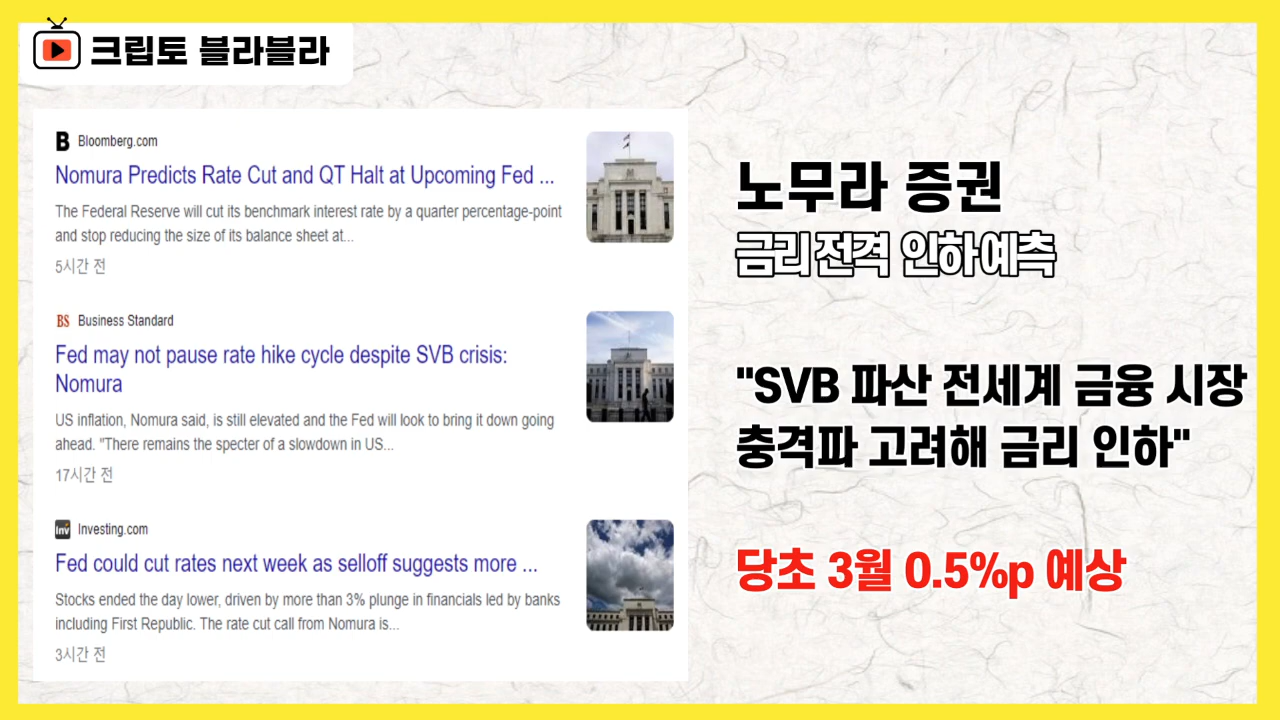 크립토 블라블라
B Bloomberg.com
Nomura Predicts Rate Cut and QT Halt at Upcoming Fed ...
The Federal Reserve will cut its benchmark interest rate by a quarter percentage-point
and stop reducing the size of its balance sheet at...
5시간 전
BS Business Standard
Fed may not pause rate hike cycle despite SVB crisis:
Nomura
US inflation, Nomura said, is still elevated and the Fed will look to bring it down going
ahead. "There remains the specter of a slowdown in US...
17시간 전
Inv Investing.com
Fed could cut rates next week as selloff suggests more ...
Stocks ended the day lower, driven by more than 3% plunge in financials led by banks
including First Republic. The rate cut call from Nomura is...
3시간 전
노무라 증권
금리 전격 인하 예측
"SVB 파산 전세계 금융 시장
충격파 고려해 금리 인하"
당초 3월 0.5%p 예상